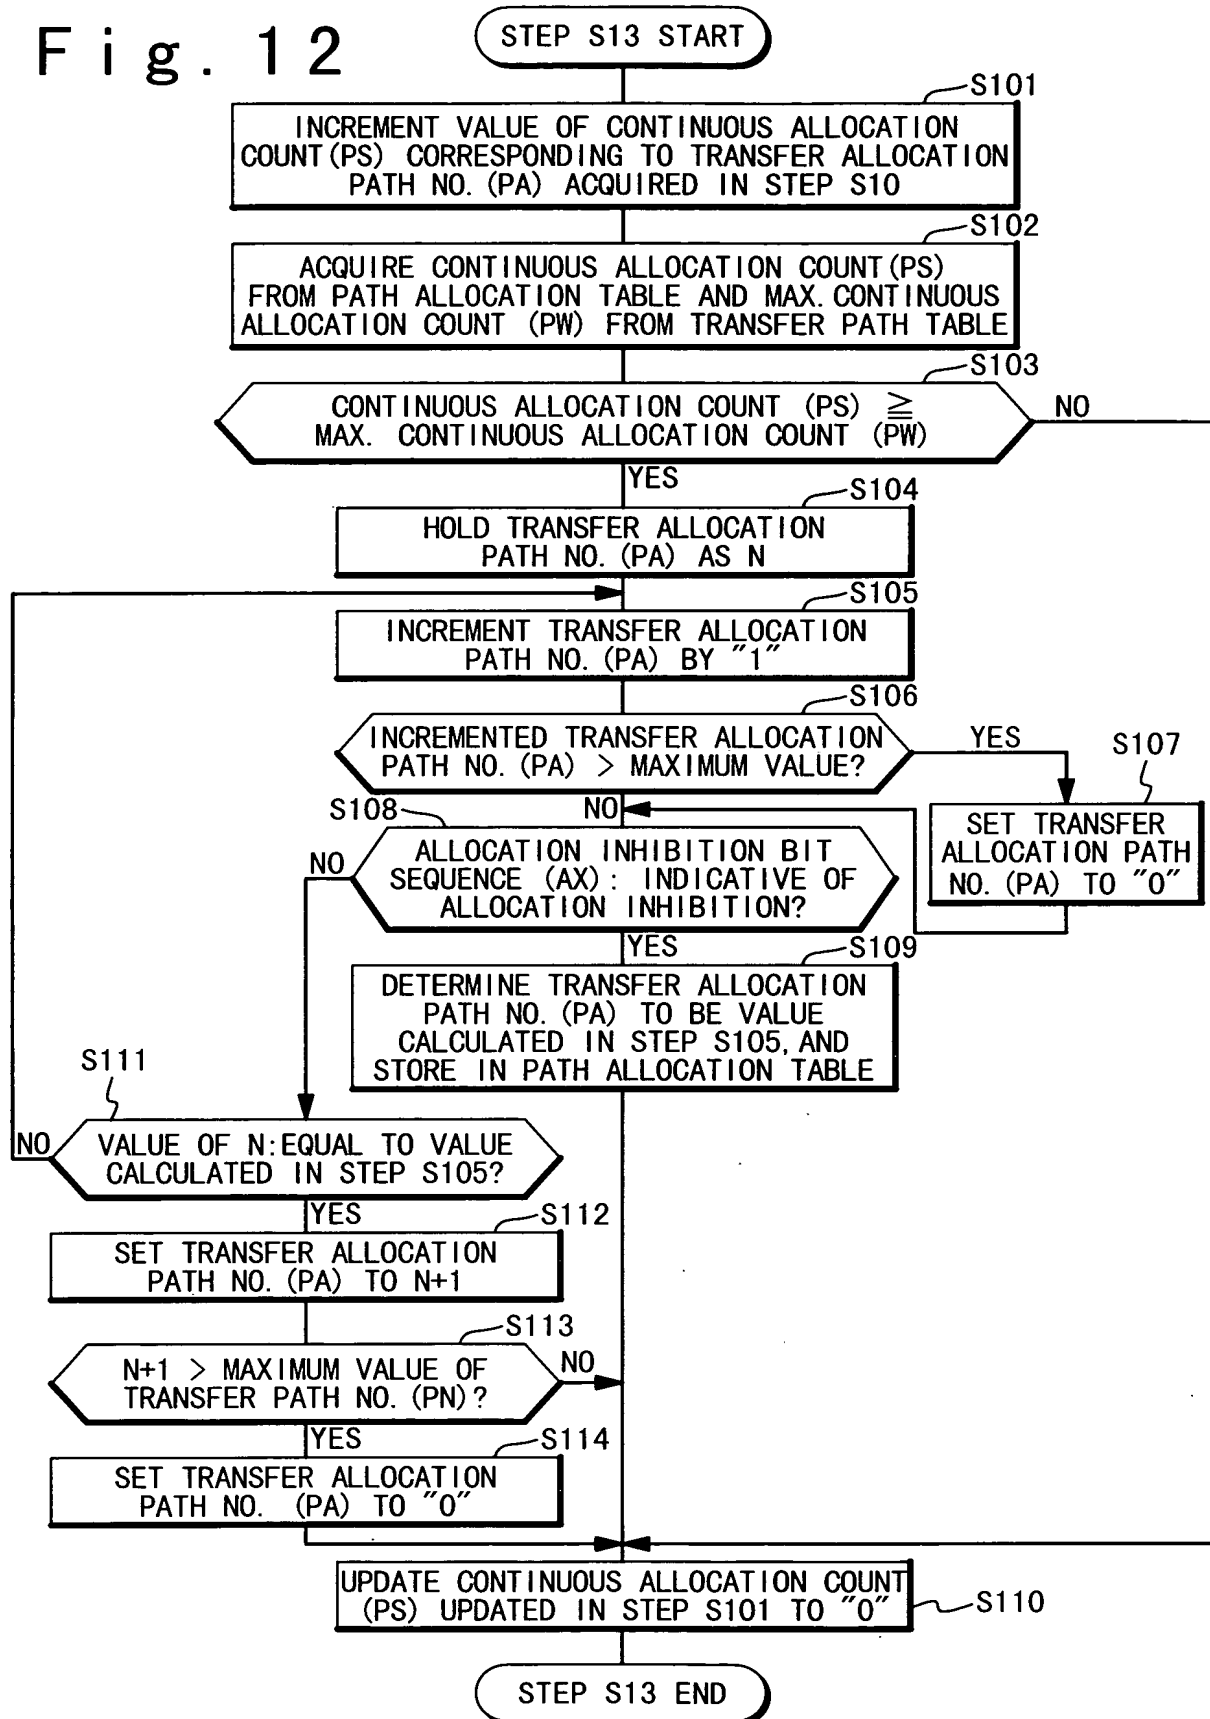 Fig. 12
STEP S13 START
S101
INCREMENT VALUE OF CONTINUOUS ALLOCATION
COUNT(PS) CORRESPONDING TO TRANSFER ALLOCATION
PATH NO. (PA) ACQUIRED IN STEP S10
S102
ACQUIRE CONTINUOUS ALLOCATION COUNT(PS)
FROM PATH ALLOCATION TABLE AND MAX. CONTINUOUS
ALLOCATION COUNT (PW) FROM TRANSFER PATH TABLE
S103
CONTINUOUS ALLOCATION COUNT (PS) ≧
MAX. CONTINUOUS ALLOCATION COUNT (PW)
NO
YES
S104
HOLD TRANSFER ALLOCATION
PATH NO. (PA) AS N
S105
INCREMENT TRANSFER ALLOCATION
PATH NO. (PA) BY "1"
S106
INCREMENTED TRANSFER ALLOCATION
PATH NO. (PA) > MAXIMUM VALUE?
YES
S107
SET TRANSFER
ALLOCATION PATH
NO. (PA) TO "0"
NO
S108
ALLOCATION INHIBITION BIT
SEQUENCE (AX): INDICATIVE OF
ALLOCATION INHIBITION?
NO
YES
S109
DETERMINE TRANSFER ALLOCATION
PATH NO. (PA) TO BE VALUE
CALCULATED IN STEP S105, AND
STORE IN PATH ALLOCATION TABLE
S111
VALUE OF N:EQUAL TO VALUE
CALCULATED IN STEP S105?
NO
YES
S112
SET TRANSFER ALLOCATION
PATH NO. (PA) TO N+1
S113
N+1 > MAXIMUM VALUE OF
TRANSFER PATH NO. (PN)?
NO
YES
S114
SET TRANSFER ALLOCATION
PATH NO. (PA) TO "0"
UPDATE CONTINUOUS ALLOCATION COUNT
(PS) UPDATED IN STEP S101 TO "0"
S110
STEP S13 END